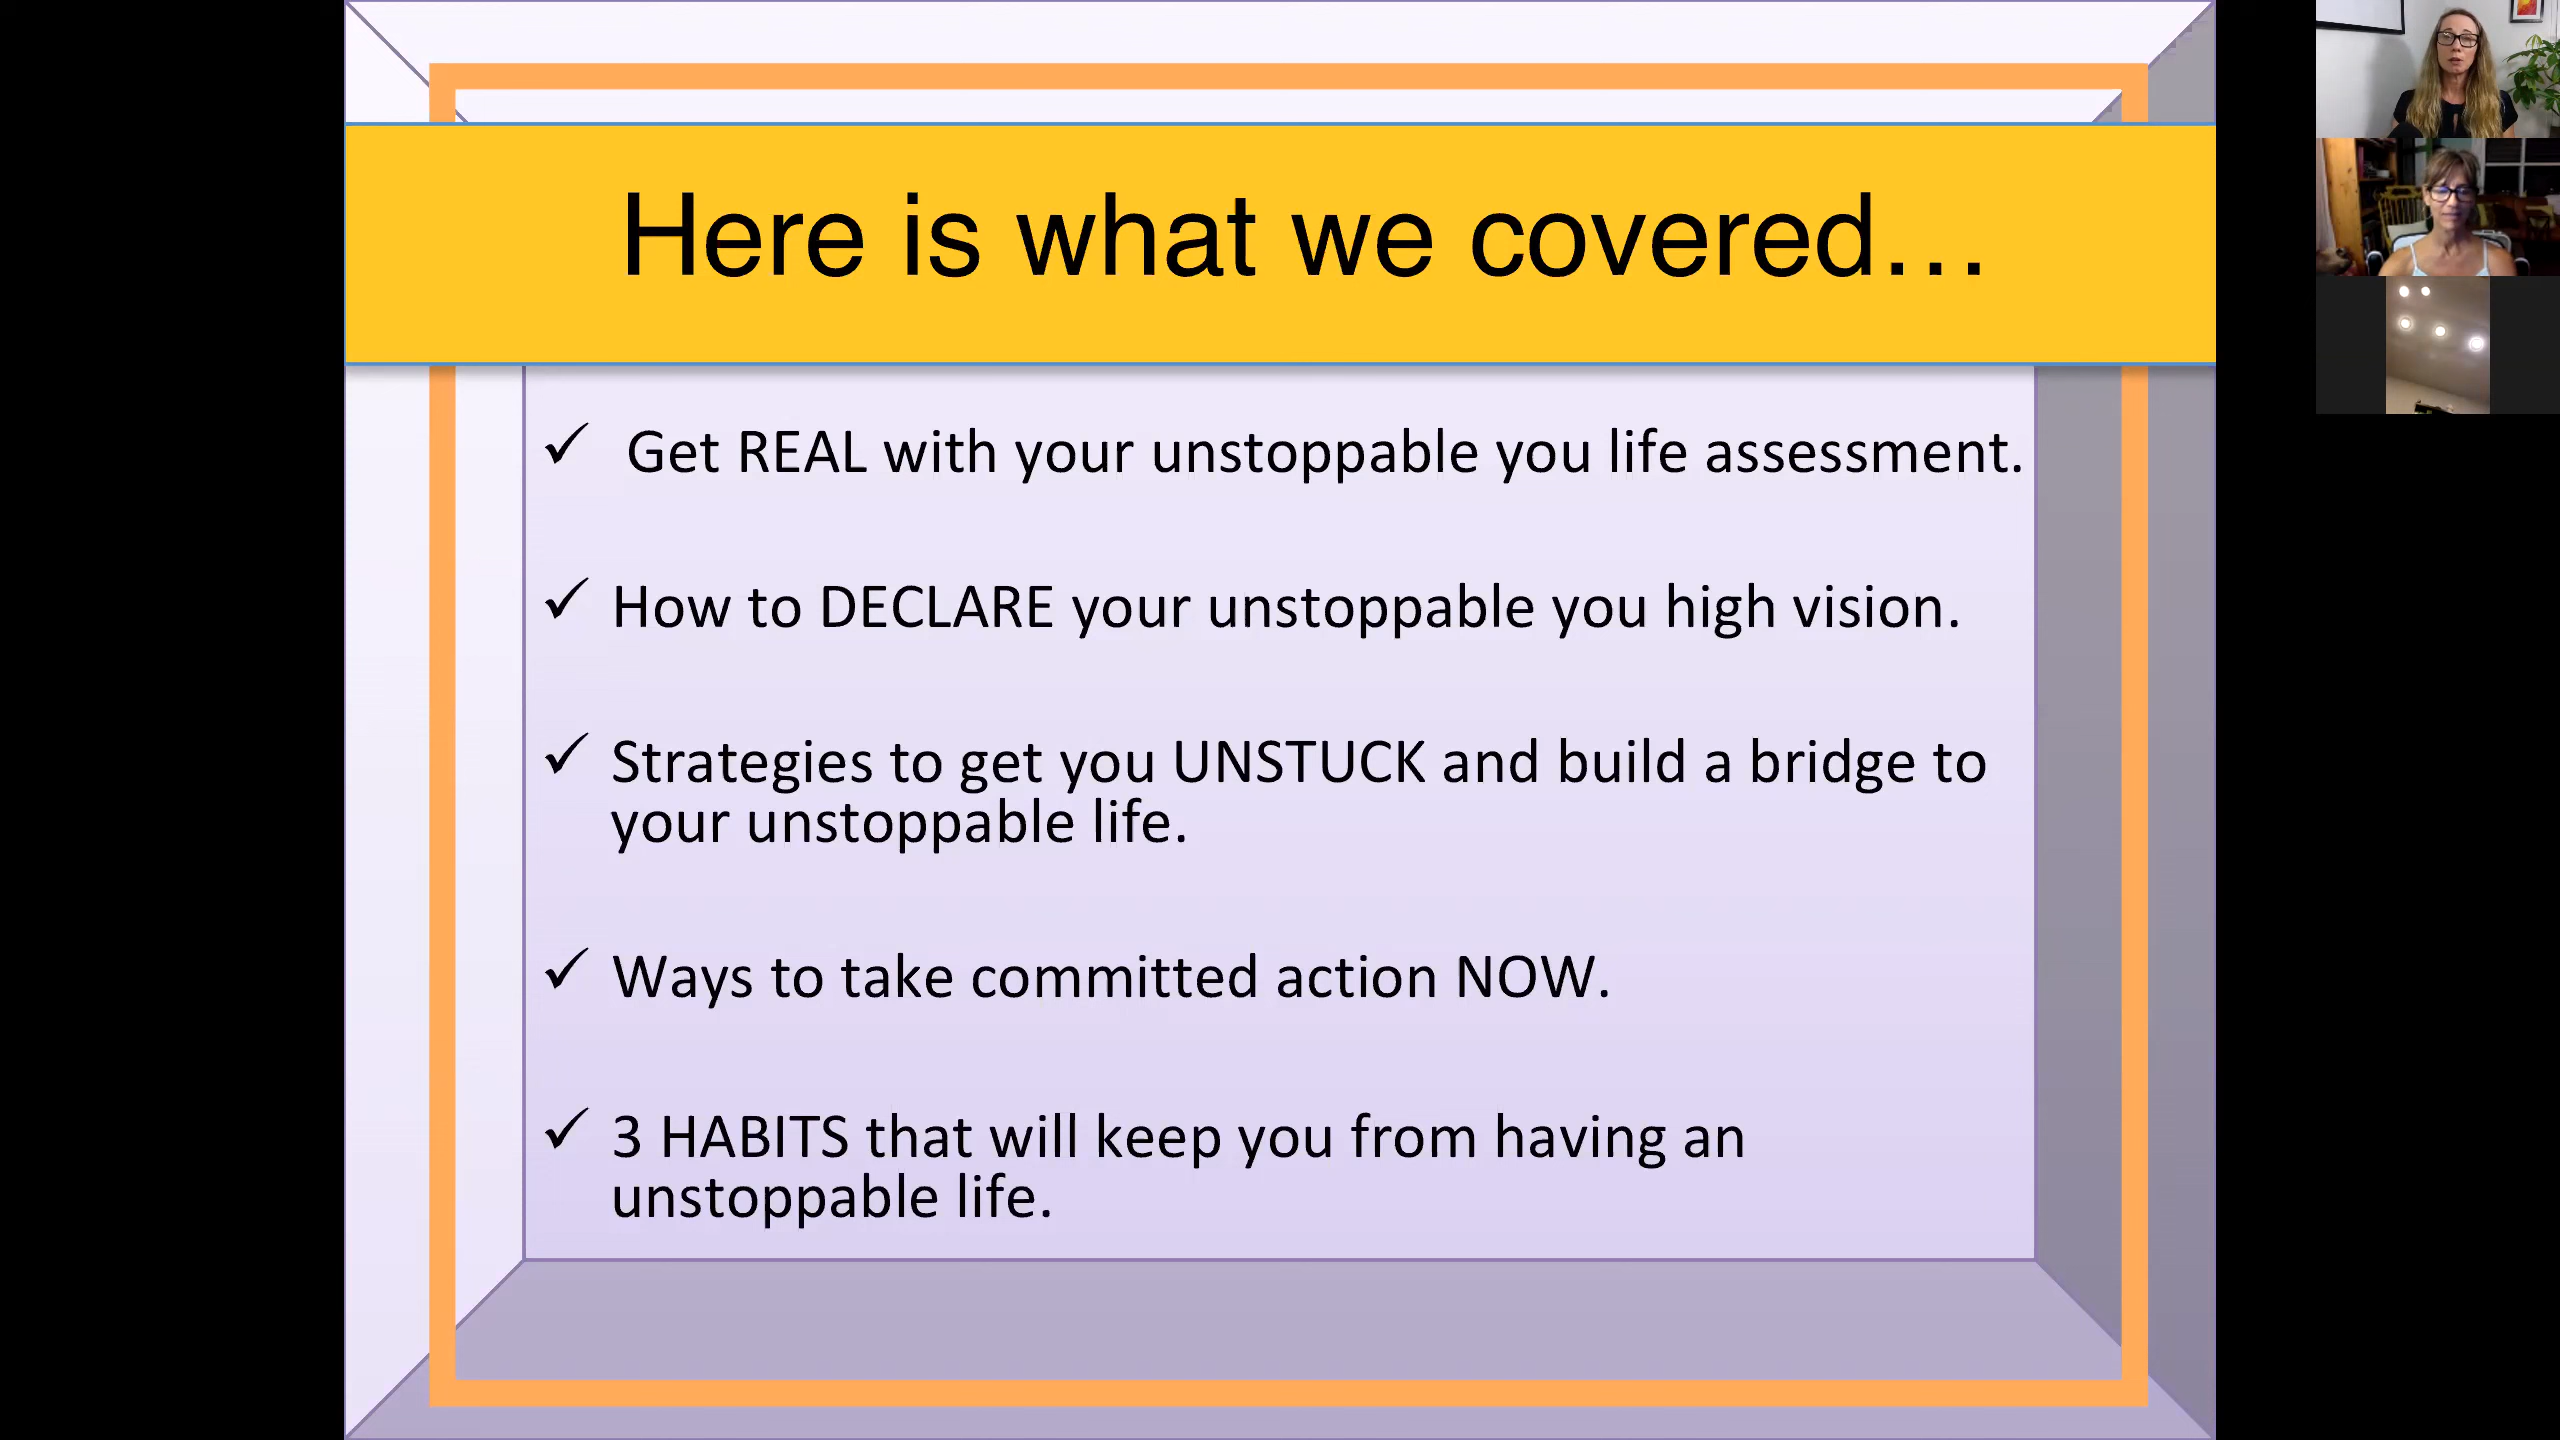 Here is what we covered…
✓ Get REAL with your unstoppable you life assessment.
✓ How to DECLARE your unstoppable you high vision.
✓ Strategies to get you UNSTUCK and build a bridge to
your unstoppable life.
✓ Ways to take committed action NOW.
✓ 3 HABITS that will keep you from having an
unstoppable life.